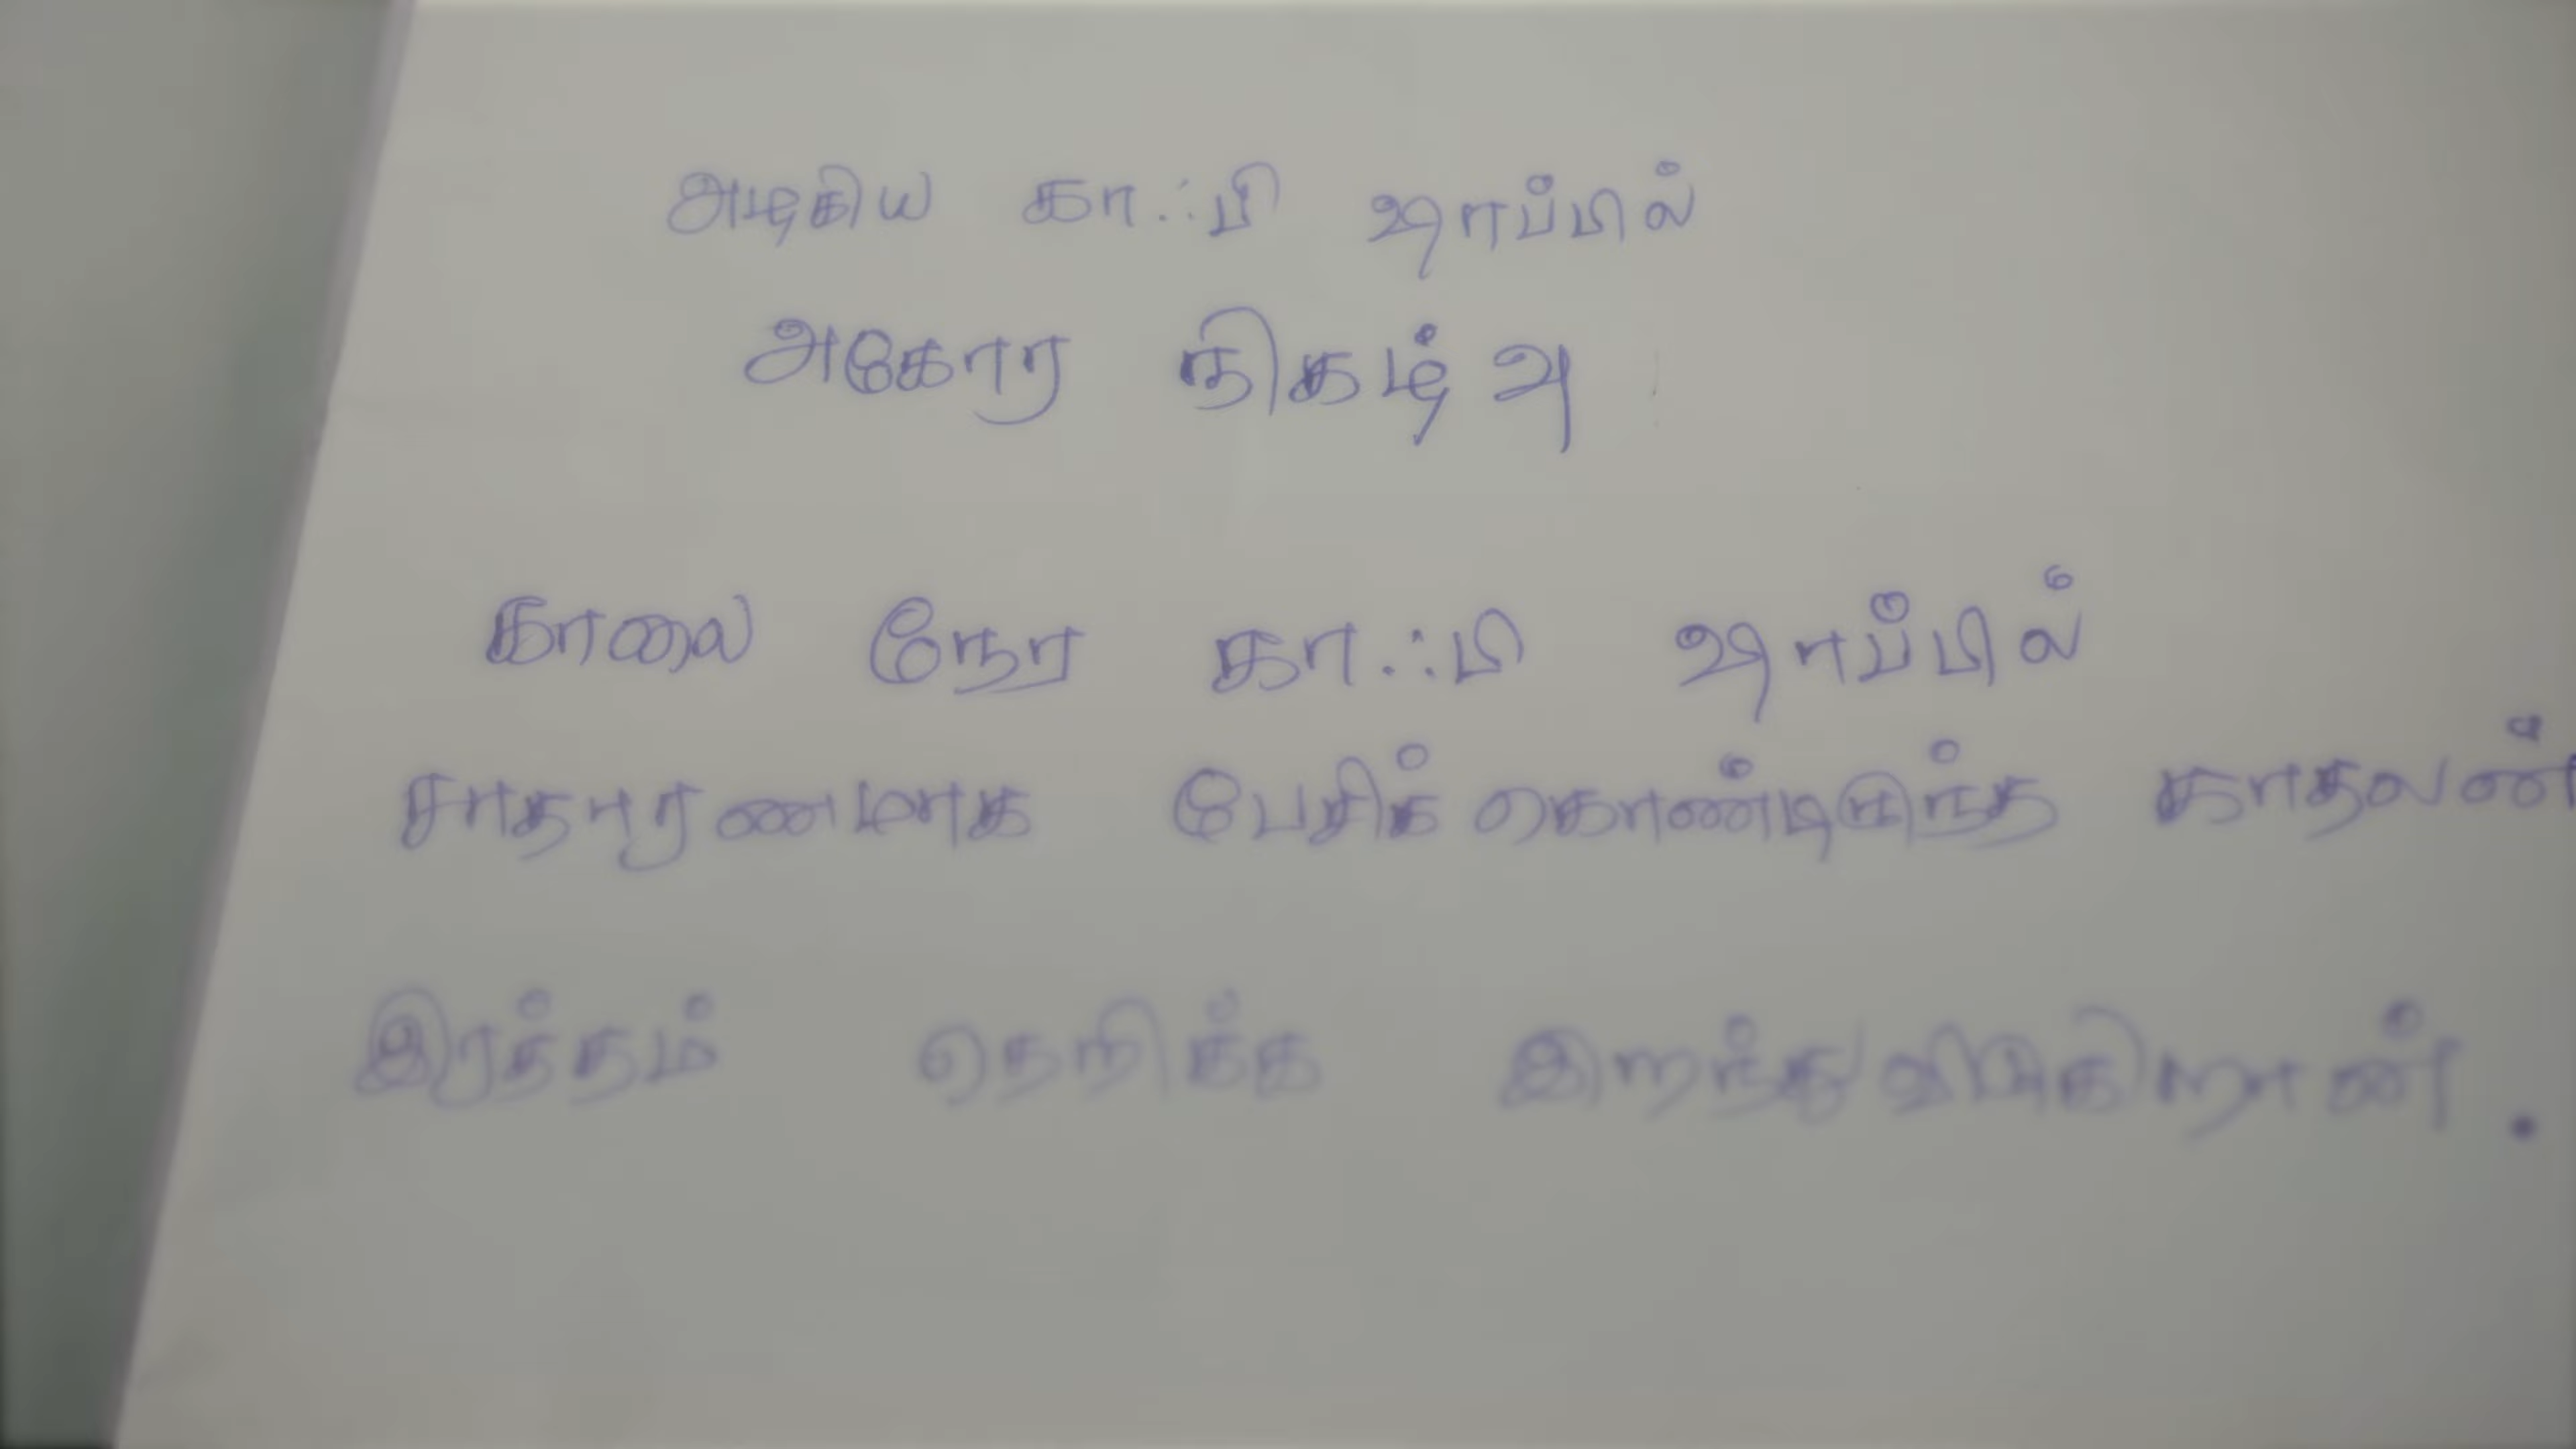 அழகிய காஃபி ஷாப்பில்
அகோர நிகழ்வு
காலை நேர காஃபி ஷாப்பில்
சாதாரணமாக பேசிக்கொண்டிருந்த காதலன்
இரத்தம் தெறிக்க இறந்துவிடுகிறான்.